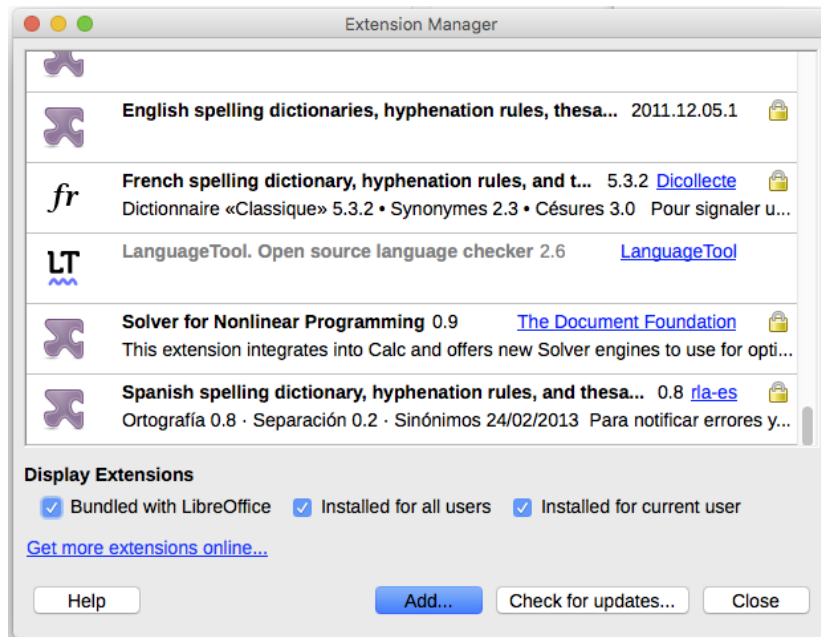 Extension Manager
English spelling dictionaries, hyphenation rules, thesa... 2011.12.05.1
fr French spelling dictionary, hyphenation rules, and t... 5.3.2 Dicollecte
Dictionnaire «Classique» 5.3.2 • Synonymes 2.3 • Césures 3.0 Pour signaler u...
LT LanguageTool. Open source language checker 2.6 LanguageTool
Solver for Nonlinear Programming 0.9 The Document Foundation
This extension integrates into Calc and offers new Solver engines to use for opti...
Spanish spelling dictionary, hyphenation rules, and thesa... 0.8 rla-es
Ortografía 0.8 · Separación 0.2 · Sinónimos 24/02/2013 Para notificar errores y...
Display Extensions
Bundled with LibreOffice Installed for all users Installed for current user
Get more extensions online...
Help Add... Check for updates... Close